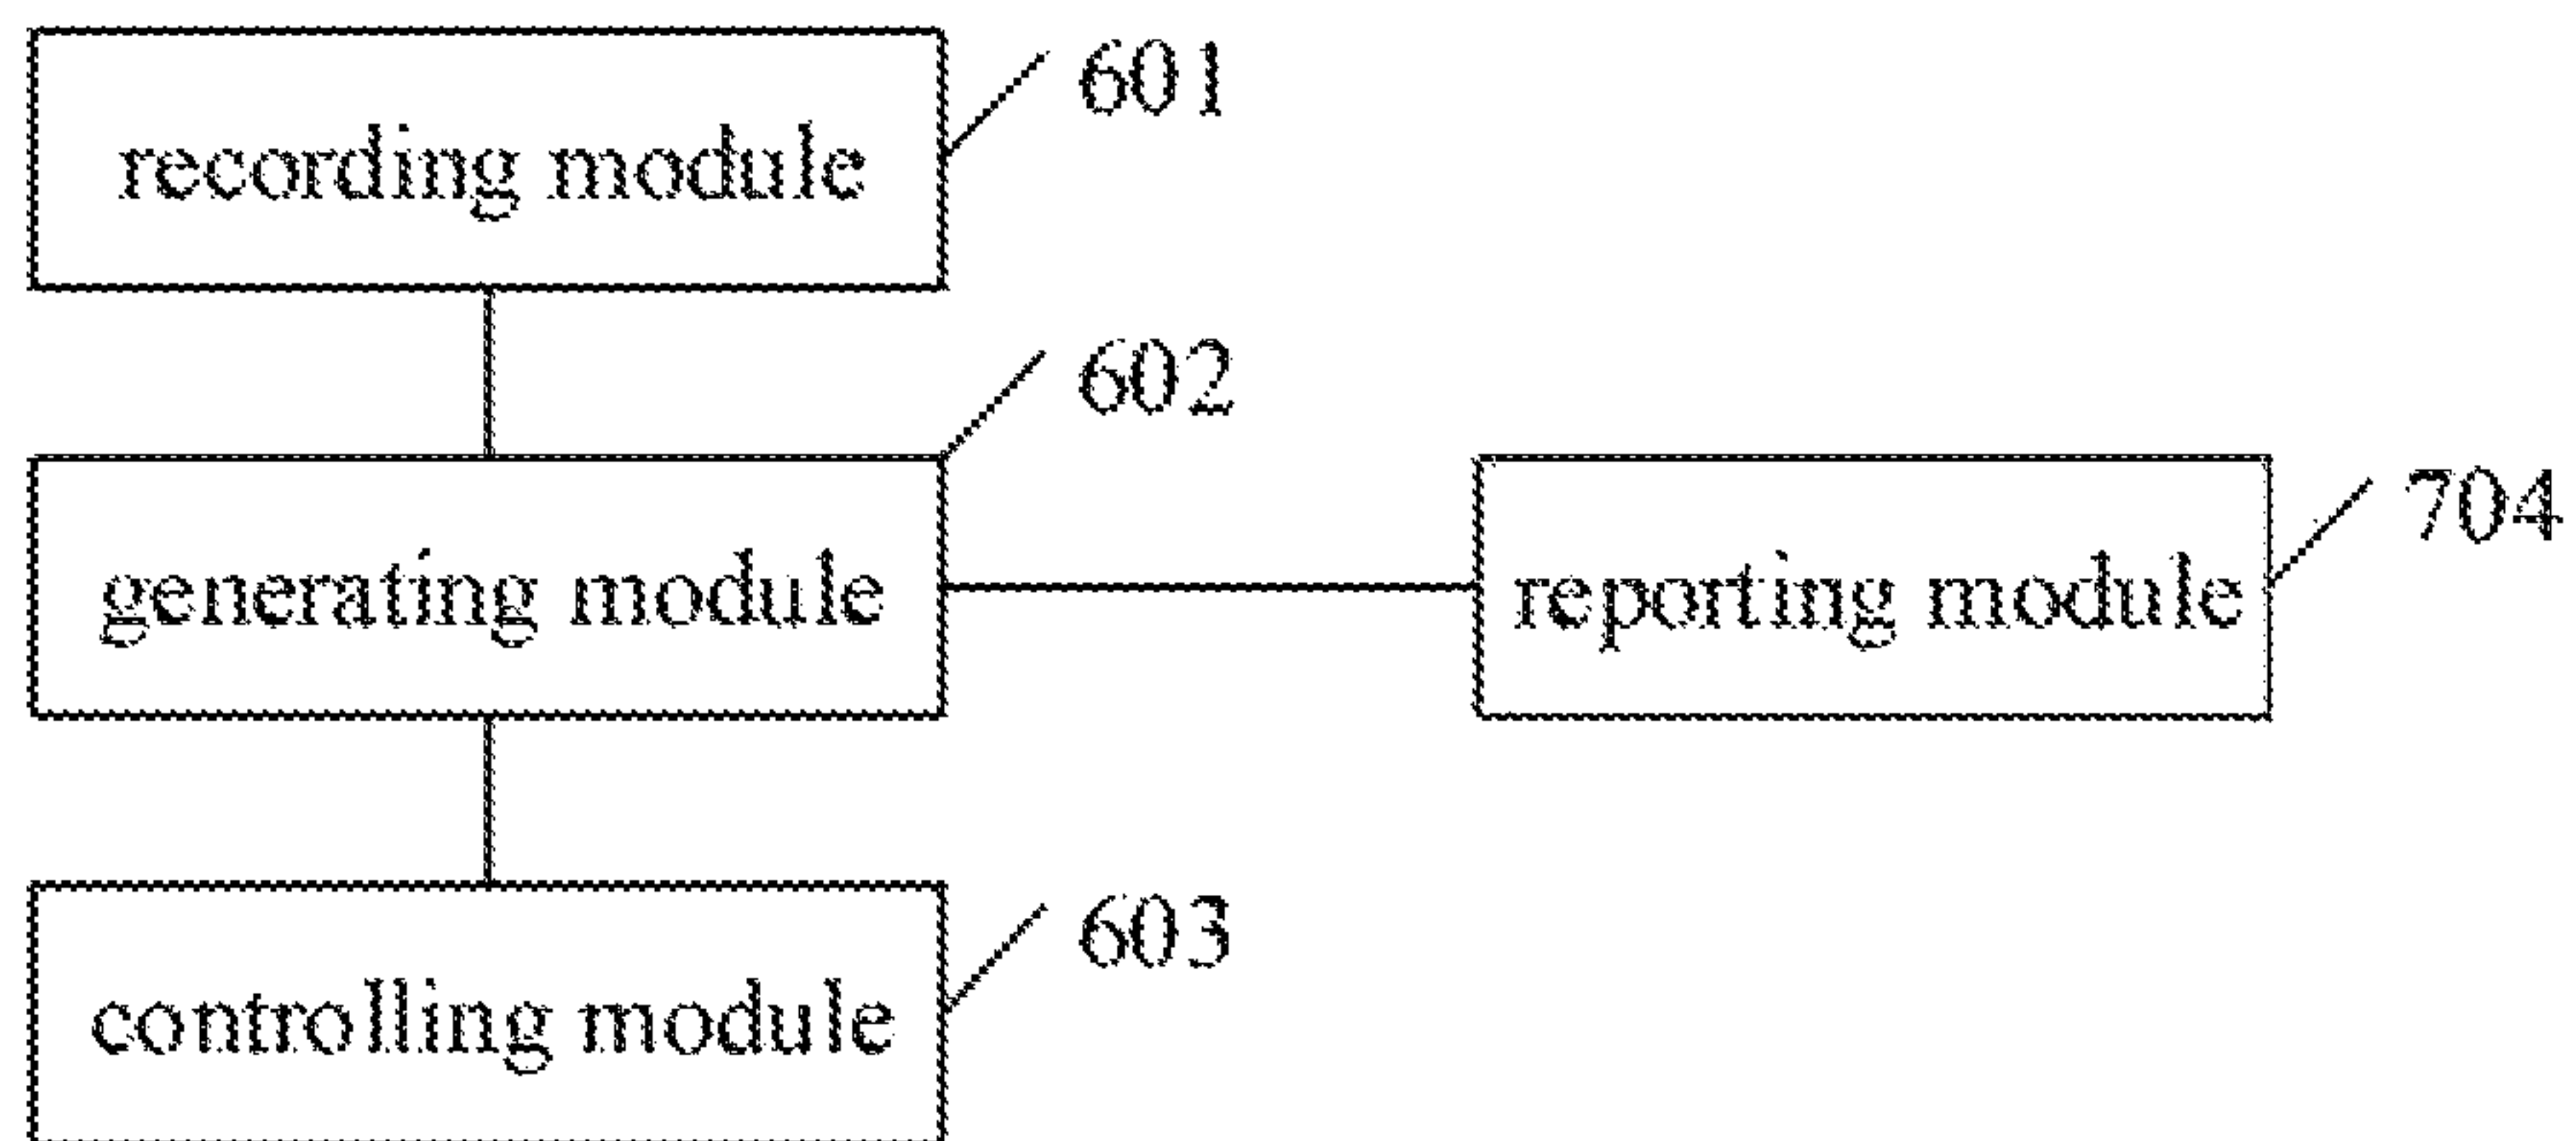 601
recording module
602
704
generating module
reporting module
603
controlling module